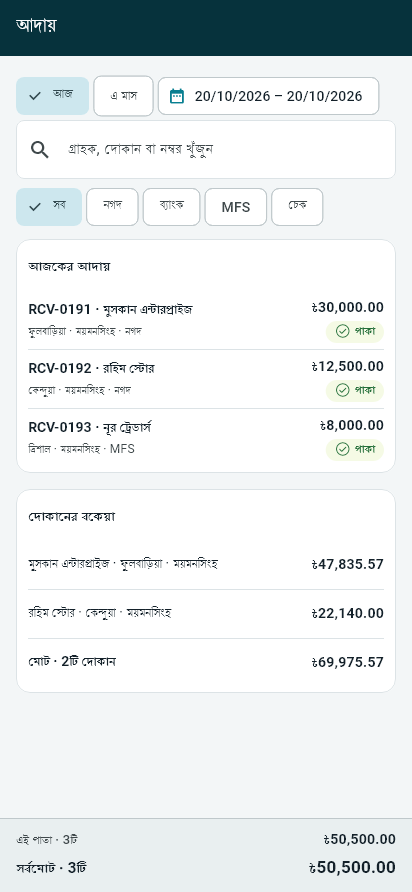 আদায়
আজ এ মাস 20/10/2026 – 20/10/2026
গ্রাহক, দোকান বা নম্বর খুঁজুন
সব নগদ ব্যাংক MFS চেক
আজকের আদায়
RCV-0191 · মুসকান এন্টারপ্রাইজ ৳30,000.00
ফুলবাড়িয়া · ময়মনসিংহ · নগদ পাকা
RCV-0192 · রহিম স্টোর ৳12,500.00
কেন্দুয়া · ময়মনসিংহ · নগদ পাকা
RCV-0193 · নূর ট্রেডার্স ৳8,000.00
ত্রিশাল · ময়মনসিংহ · MFS পাকা
দোকানের বকেয়া
মুসকান এন্টারপ্রাইজ · ফুলবাড়িয়া · ময়মনসিংহ ৳47,835.57
রহিম স্টোর · কেন্দুয়া · ময়মনসিংহ ৳22,140.00
মোট · 2টি দোকান ৳69,975.57
এই পাতা · 3টি ৳50,500.00
সর্বমোট · 3টি ৳50,500.00